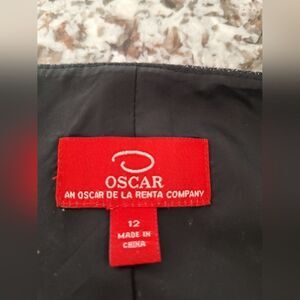 OSCAR
AN OSCAR DE LA RENTA COMPANY
12
MADE IN
CHINA